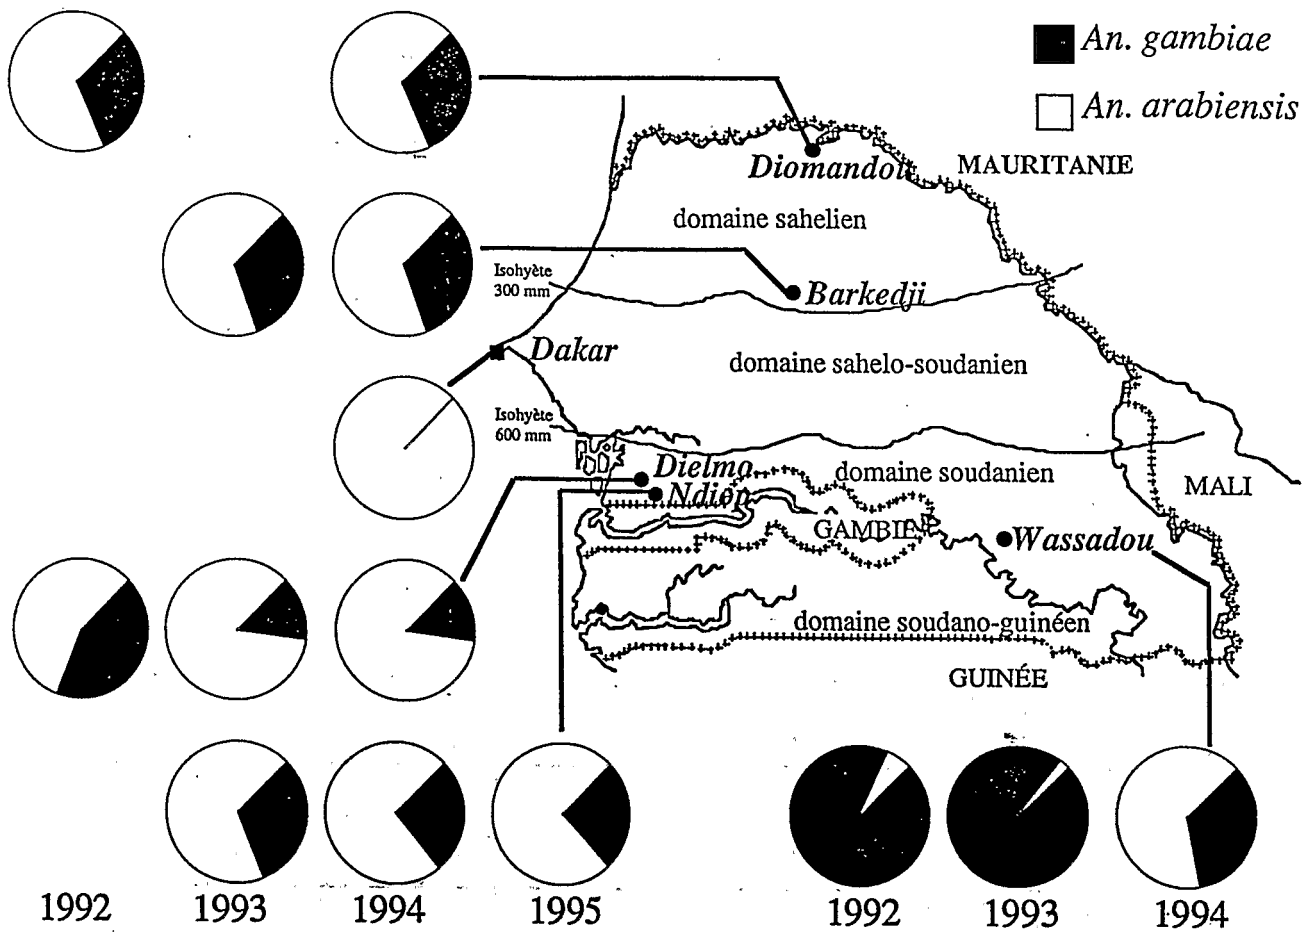 An. gambiae
An. arabiensis
MAURITANIE
Diomandou
domaine sahelien
Isohyète
300 mm
Barkedji
Dakar
domaine sahelo-soudanien
Isohyète
600 mm
Dielmo
domaine soudanien
Ndiop
MALI
GAMBIE
Wassadou
domaine soudano-guinéen
GUINÉE
1992 1993 1994 1995 1992 1993 1994